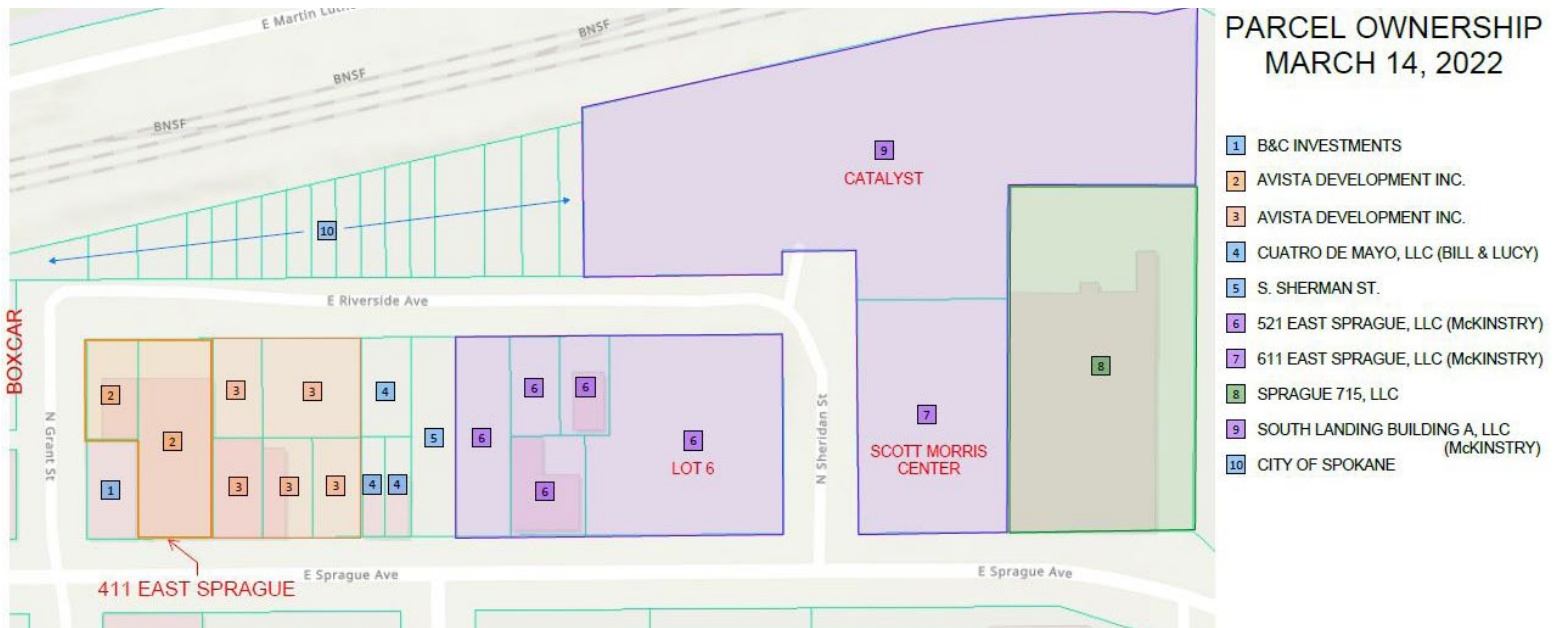 E Martin Luth
BNSF
BNSF
BNSF
PARCEL OWNERSHIP
MARCH 14, 2022
1 B&C INVESTMENTS
2 AVISTA DEVELOPMENT INC.
3 AVISTA DEVELOPMENT INC.
4 CUATRO DE MAYO, LLC (BILL & LUCY)
5 S. SHERMAN ST.
6 521 EAST SPRAGUE, LLC (McKINSTRY)
7 611 EAST SPRAGUE, LLC (McKINSTRY)
8 SPRAGUE 715, LLC
9 SOUTH LANDING BUILDING A, LLC
(McKINSTRY)
10 CITY OF SPOKANE
9
CATALYST
10
E Riverside Ave
BOXCAR
N Grant St
2
2
1
3
3
3
3
3
4
4
4
5
6
6
6
6
6
LOT 6
N Sheridan St
7
SCOTT MORRIS
CENTER
8
E Sprague Ave
E Sprague Ave
411 EAST SPRAGUE